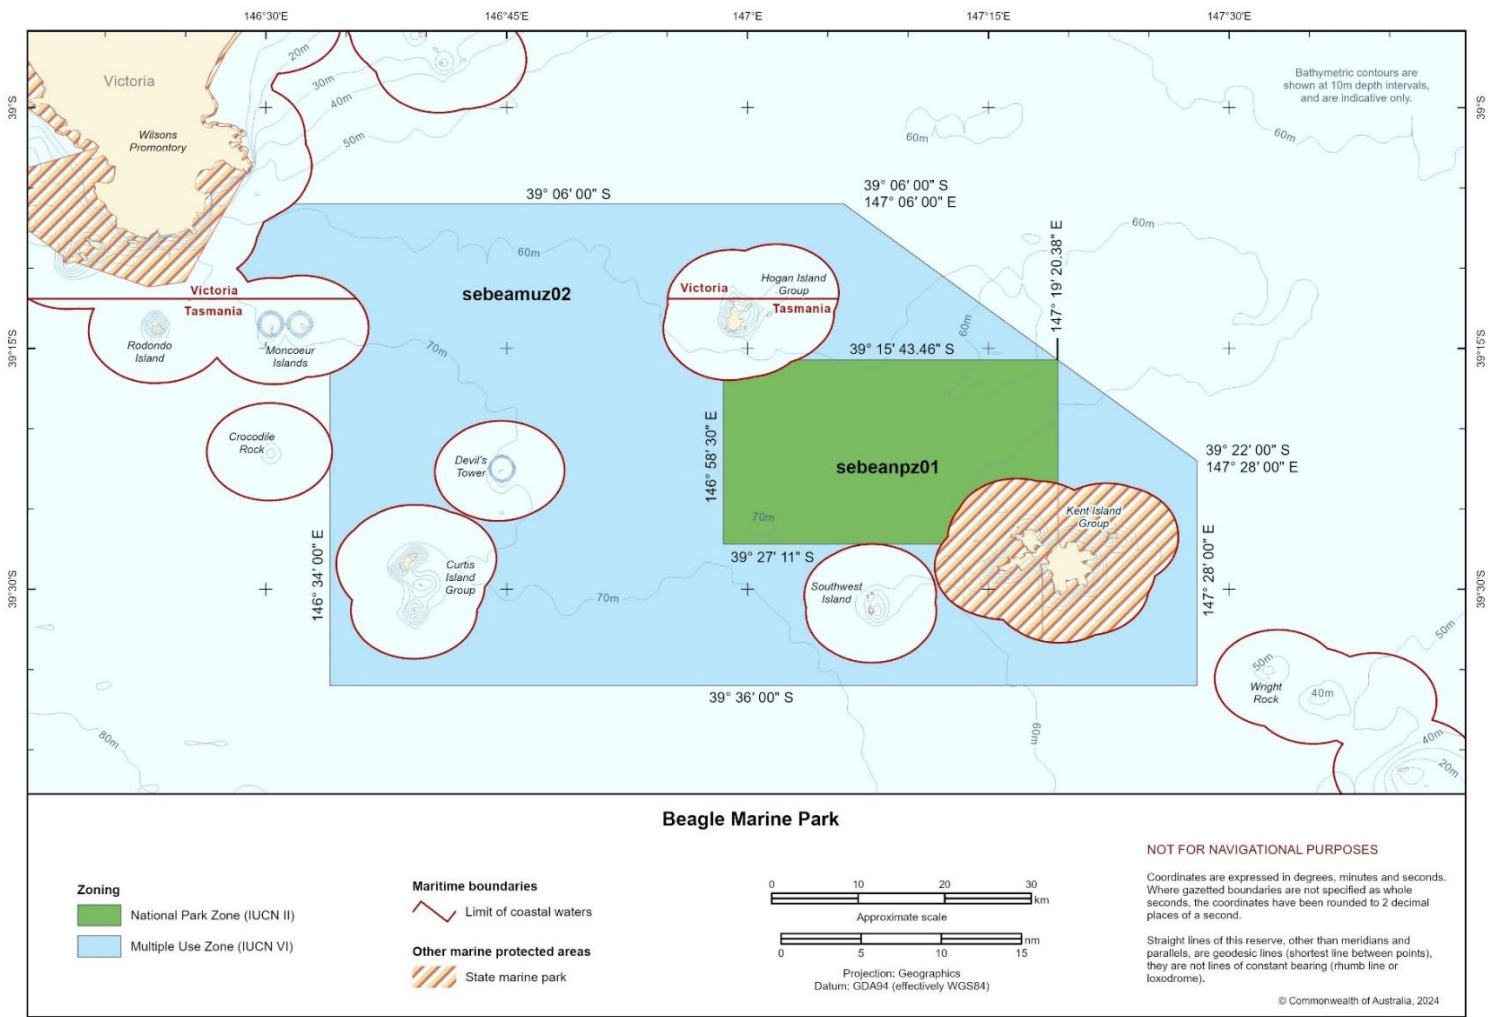 146°30'E
146°45'E
147°E
147°15'E
147°30'E
20m
30m
40m
50m
Victoria
Wilsons
Promontory
Bathymetric contours are
shown at 10m depth intervals,
and are indicative only.
39°S
39°S
60m
60m
39° 06' 00" S
39° 06' 00" S
147° 06' 00" E
60m
60m
147° 19' 20.38" E
sebeamuz02
Hogan Island
Group
Victoria
Tasmania
Victoria
Tasmania
60m
Rodondo
Island
Moncoeur
Islands
70m
39°15'S
39°15'S
39° 15' 43.46" S
146° 58' 30" E
Crocodile
Rock
Devil's
Tower
sebeanpz01
39° 22' 00" S
147° 28' 00" E
70m
Kent Island
Group
39° 27' 11" S
146° 34' 00" E
147° 28' 00" E
Curtis
Island
Group
Southwest
Island
70m
39°30'S
39°30'S
50m
50m
Wright
Rock
40m
39° 36' 00" S
80m
60m
40m
20m
Beagle Marine Park
Zoning
National Park Zone (IUCN II)
Multiple Use Zone (IUCN VI)
Maritime boundaries
Limit of coastal waters
Other marine protected areas
State marine park
0 10 20 30
km
Approximate scale
nm
0 5 10 15
Projection: Geographics
Datum: GDA94 (effectively WGS84)
NOT FOR NAVIGATIONAL PURPOSES
Coordinates are expressed in degrees, minutes and seconds.
Where gazetted boundaries are not specified as whole
seconds, the coordinates have been rounded to 2 decimal
places of a second.
Straight lines of this reserve, other than meridians and
parallels, are geodesic lines (shortest line between points),
they are not lines of constant bearing (rhumb line or
loxodrome).
© Commonwealth of Australia, 2024